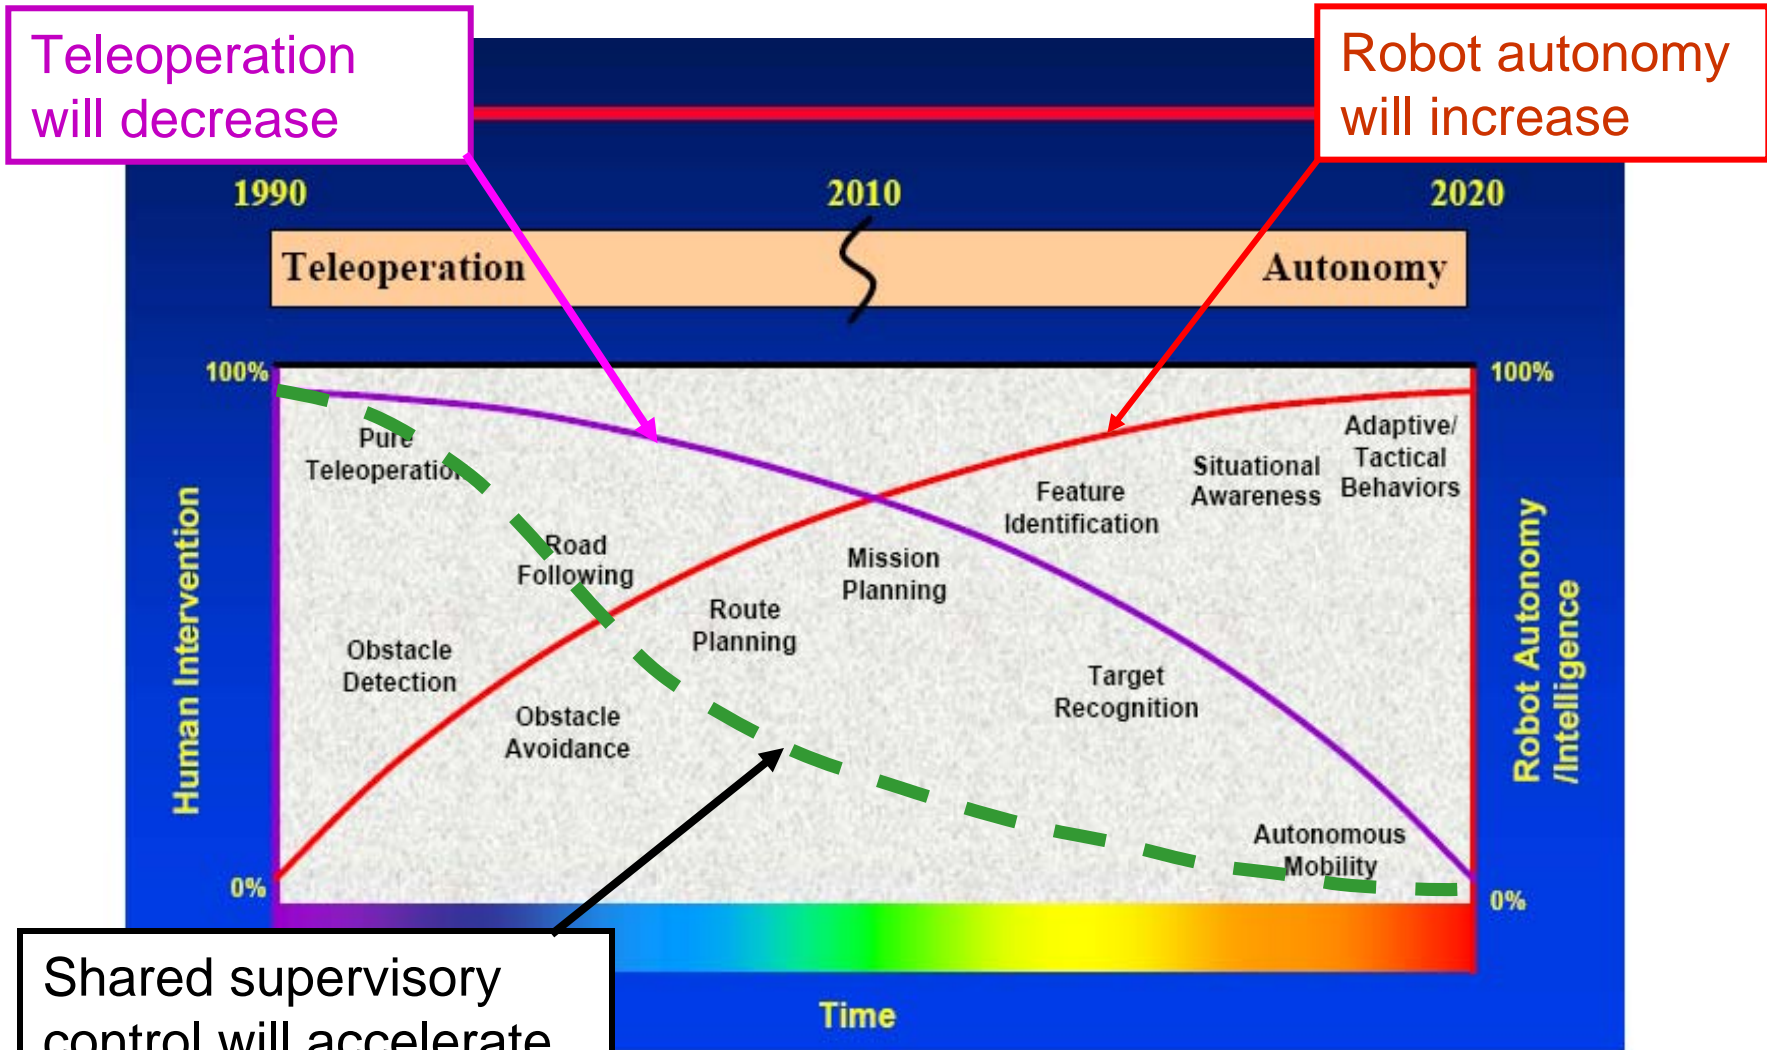 Teleoperation
will decrease
Robot autonomy
will increase
1990
2010
2020
Teleoperation
Autonomy
100%
100%
Pure
Teleoperation
Road
Following
Obstacle
Detection
Obstacle
Avoidance
Route
Planning
Mission
Planning
Feature
Identification
Situational
Awareness
Adaptive/
Tactical
Behaviors
Target
Recognition
Autonomous
Mobility
Human Intervention
Robot Autonomy
/Intelligence
0%
0%
Shared supervisory
control will accelerate
Time